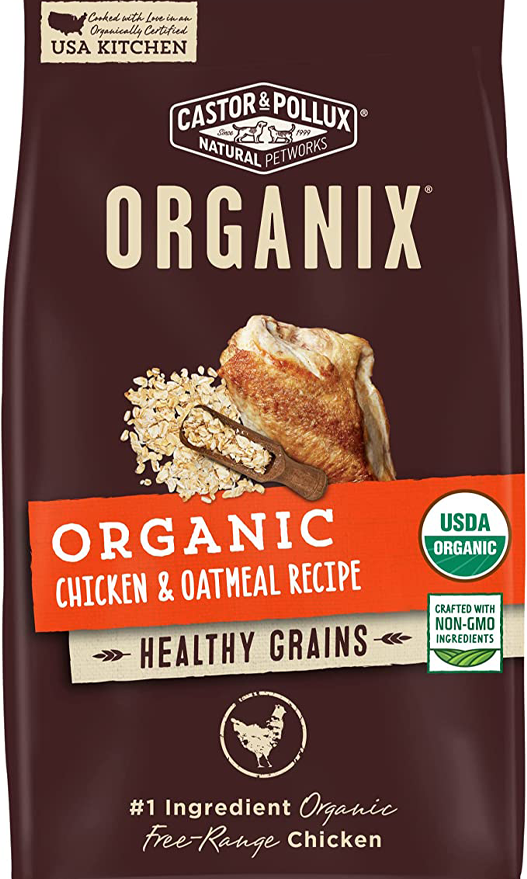 Cooked with Love in an
Organically Certified
USA KITCHEN
CASTOR & POLLUX®
Since 1999
NATURAL PETWORKS
ORGANIX®
ORGANIC
CHICKEN & OATMEAL RECIPE
HEALTHY GRAINS
USDA
ORGANIC
CRAFTED WITH
NON-GMO
INGREDIENTS
#1 Ingredient Organic
Free-Range Chicken